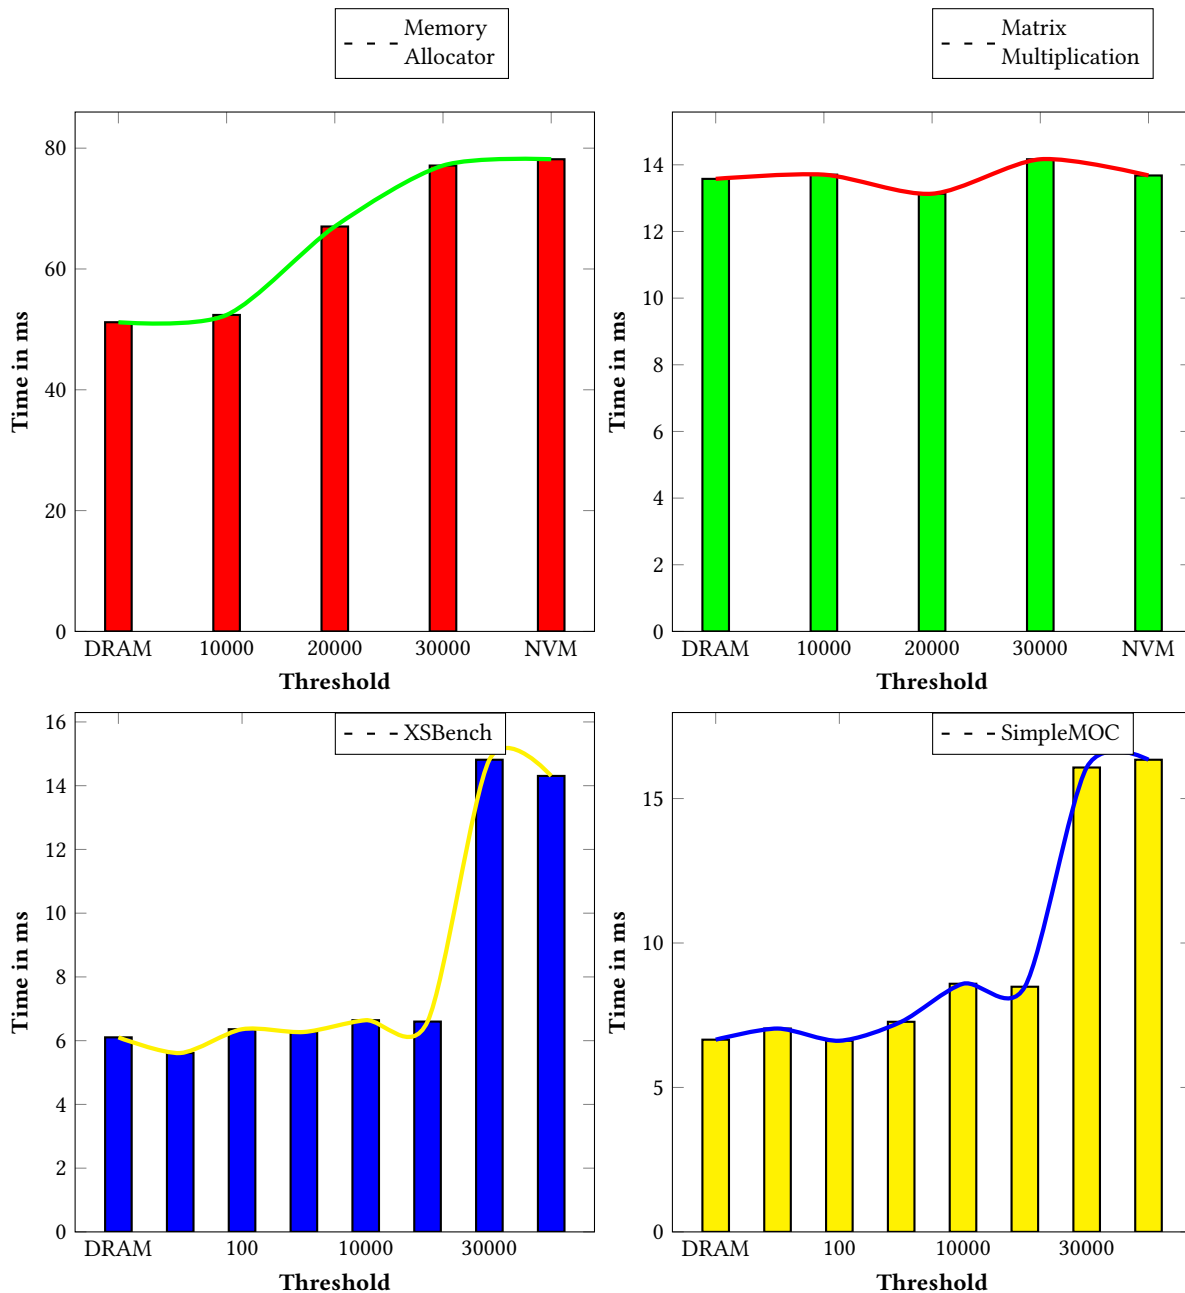 Memory
Allocator
Time in ms
80
60
40
20
0
DRAM 10000 20000 30000 NVM
Threshold
Matrix
Multiplication
Time in ms
14
12
10
8
6
4
2
0
DRAM 10000 20000 30000 NVM
Threshold
XSBench
Time in ms
16
14
12
10
8
6
4
2
0
DRAM 100 10000 30000
Threshold
SimpleMOC
Time in ms
15
10
5
0
DRAM 100 10000 30000
Threshold